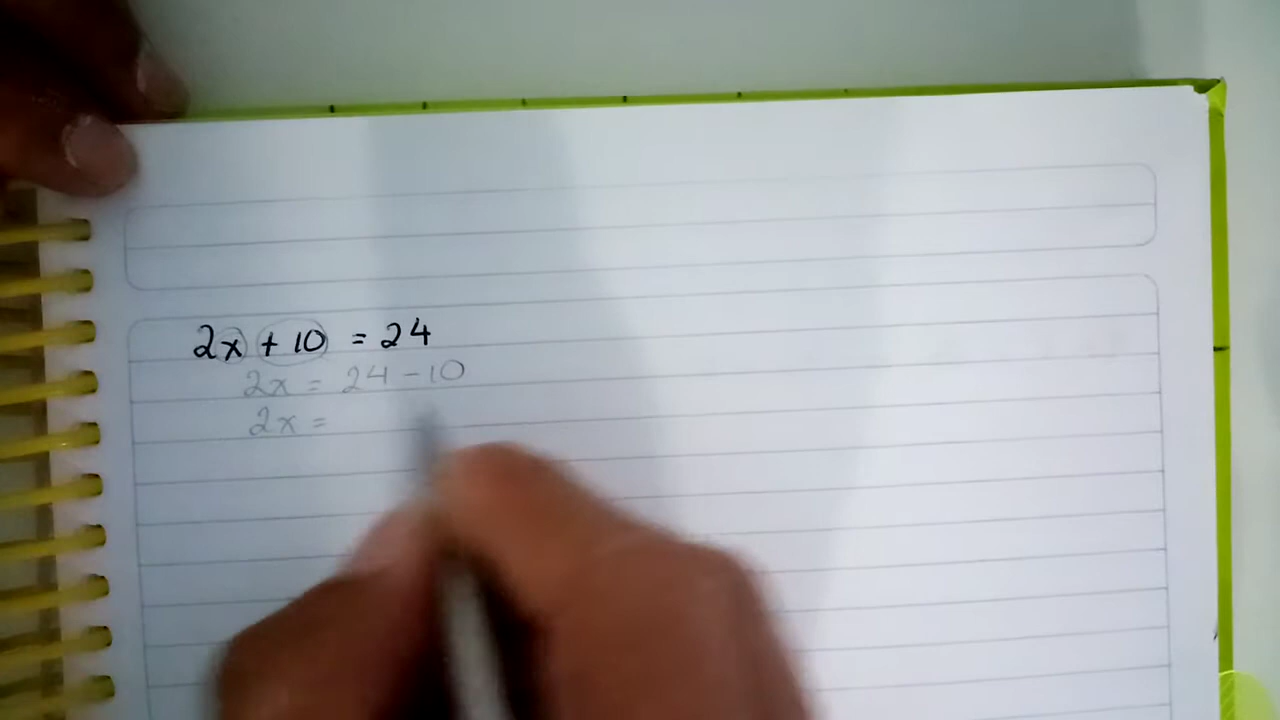 2x + 10 = 24
2x = 24 - 10
2x =